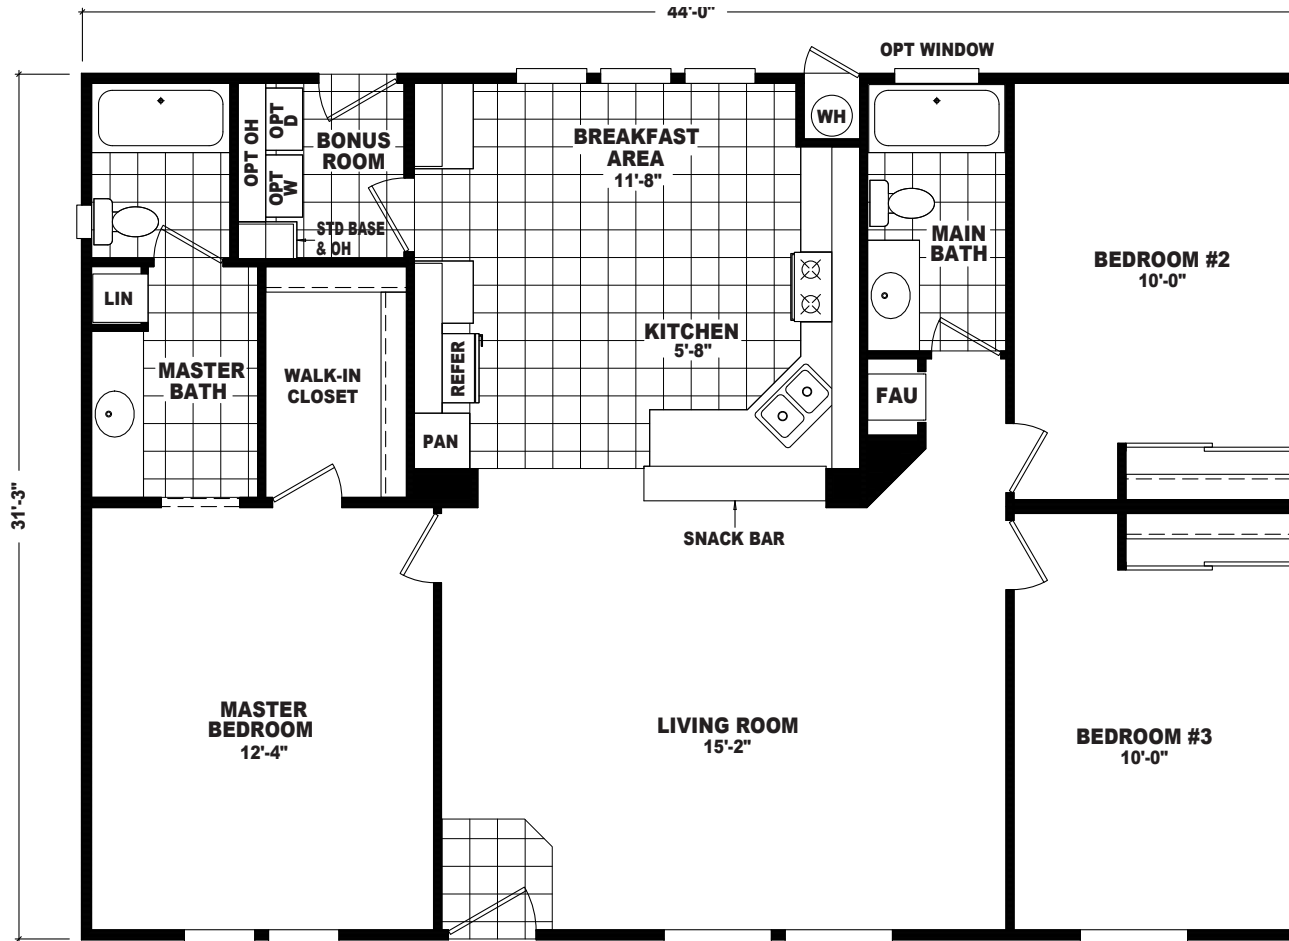 44'-0"
OPT WINDOW
OPT OH
OPT
D
OPT
W
BONUS
ROOM
STD BASE
& OH
BREAKFAST
AREA
11'-8"
WH
MAIN
BATH
BEDROOM #2
10'-0"
LIN
MASTER
BATH
WALK-IN
CLOSET
REFER
PAN
KITCHEN
5'-8"
FAU
31'-3"
SNACK BAR
MASTER
BEDROOM
12'-4"
LIVING ROOM
15'-2"
BEDROOM #3
10'-0"